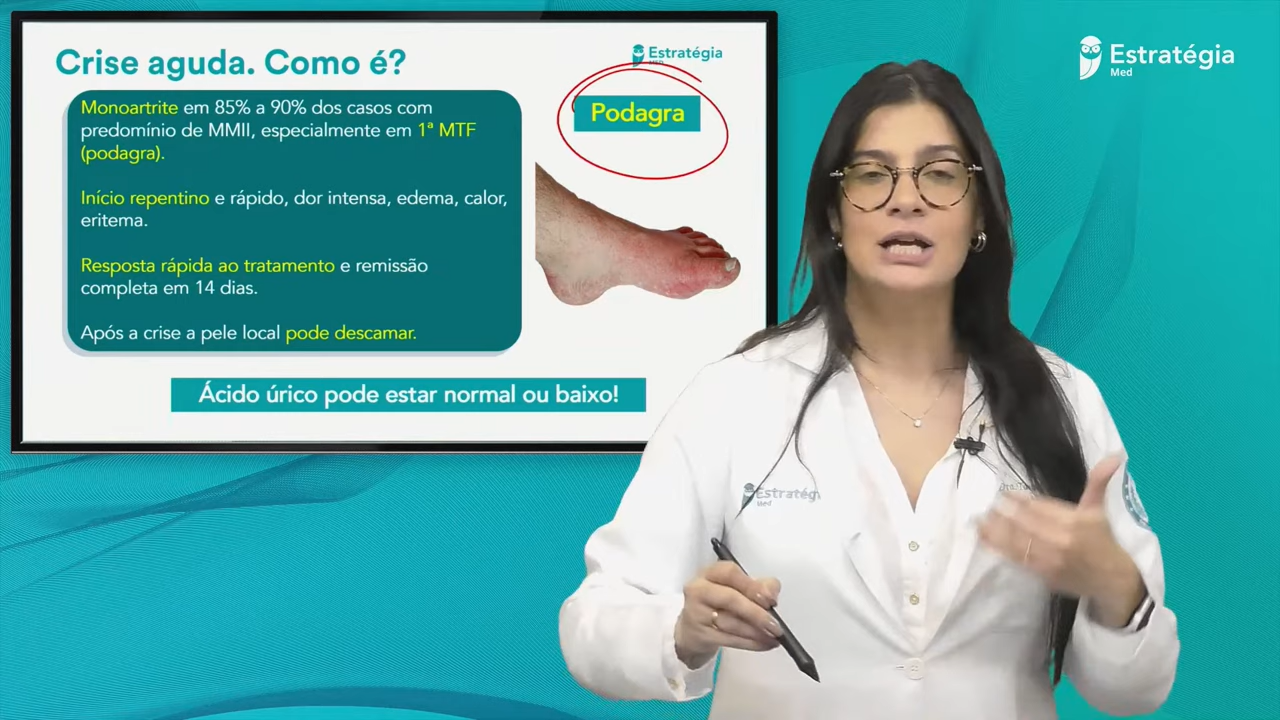 Crise aguda. Como é?
Estratégia
Med
Podagra
Monoartrite em 85% a 90% dos casos com
predomínio de MMII, especialmente em 1ª MTF
(podagra).
Início repentino e rápido, dor intensa, edema, calor,
eritema.
Resposta rápida ao tratamento e remissão
completa em 14 dias.
Após a crise a pele local pode descamar.
Ácido úrico pode estar normal ou baixo!
Estratégia
Med
Estratégi
Med